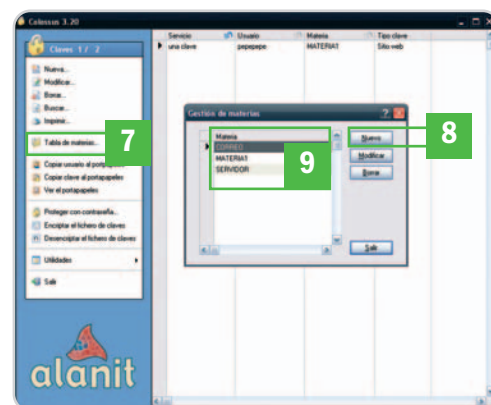 Colossus 3.20
Claves 1 / 2
Nueva...
Modificar...
Borrar...
Buscar...
Imprimir...
Tabla de materias...
7
Copiar usuario al portapapeles
Copiar clave al portapapeles
Ver el portapapeles
Proteger con contraseña...
Encriptar el fichero de claves
Desencriptar el fichero de claves
Utilidades
Salir
alanit
Servicio Usuario Materia Tipo clave
una clave pepepepe MATERIA1 Sitio web
Gestión de materias
Materia
CORREO
MATERIA1
SERVIDOR
9
Nuevo
8
Modificar
Borrar
Salir